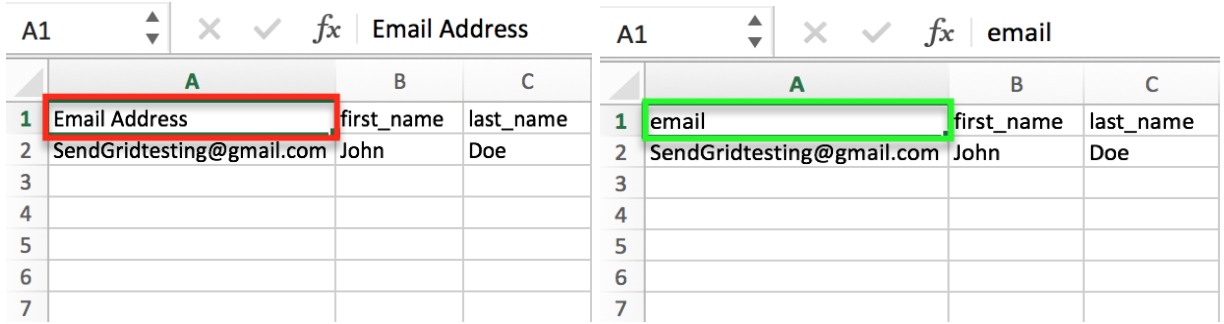 A1 fx Email Address
A B C
1 Email Address first_name last_name
2 SendGridtesting@gmail.com John Doe
3
4
5
6
7
A1 fx email
A B C
1 email first_name last_name
2 SendGridtesting@gmail.com John Doe
3
4
5
6
7